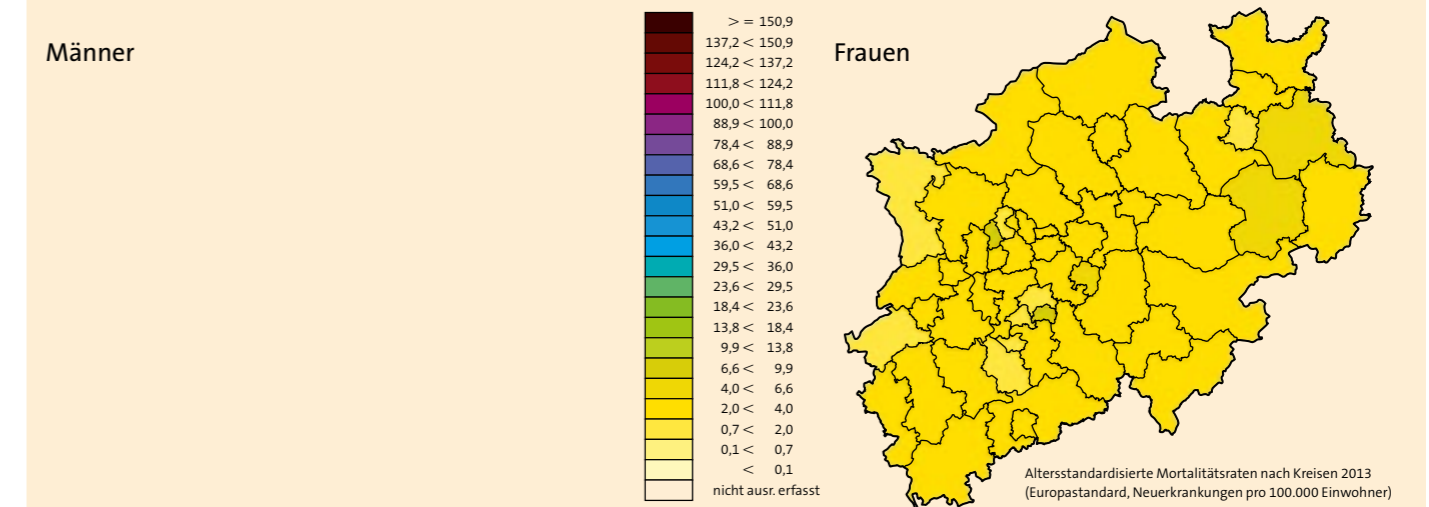 Männer
> = 150,9
137,2 < 150,9
124,2 < 137,2
111,8 < 124,2
100,0 < 111,8
88,9 < 100,0
78,4 < 88,9
68,6 < 78,4
59,5 < 68,6
51,0 < 59,5
43,2 < 51,0
36,0 < 43,2
29,5 < 36,0
23,6 < 29,5
18,4 < 23,6
13,8 < 18,4
9,9 < 13,8
6,6 < 9,9
4,0 < 6,6
2,0 < 4,0
0,7 < 2,0
0,1 < 0,7
< 0,1
nicht ausr. erfasst
Frauen
Altersstandardisierte Mortalitätsraten nach Kreisen 2013
(Europastandard, Neuerkrankungen pro 100.000 Einwohner)